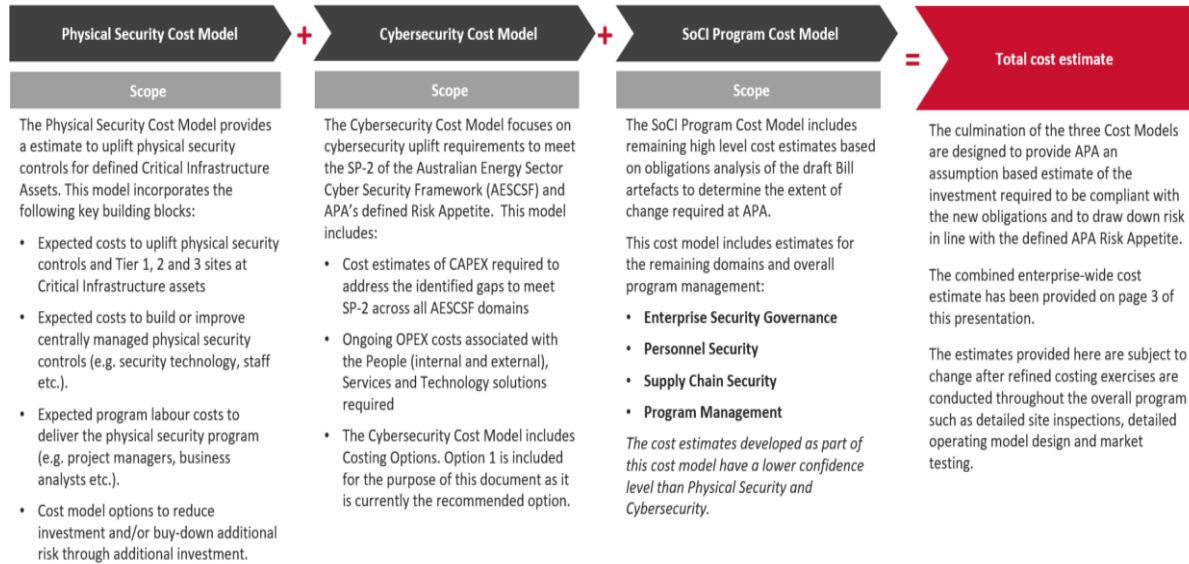 Physical Security Cost Model
+
Cybersecurity Cost Model
+
SoCI Program Cost Model
=
Total cost estimate
Scope
The Physical Security Cost Model provides
a estimate to uplift physical security
controls for defined Critical Infrastructure
Assets. This model incorporates the
following key building blocks:
• Expected costs to uplift physical security
controls and Tier 1, 2 and 3 sites at
Critical Infrastructure assets
• Expected costs to build or improve
centrally managed physical security
controls (e.g. security technology, staff
etc.).
• Expected program labour costs to
deliver the physical security program
(e.g. project managers, business
analysts etc.).
• Cost model options to reduce
investment and/or buy-down additional
risk through additional investment.
Scope
The Cybersecurity Cost Model focuses on
cybersecurity uplift requirements to meet
the SP-2 of the Australian Energy Sector
Cyber Security Framework (AESCSF) and
APA's defined Risk Appetite. This model
includes:
• Cost estimates of CAPEX required to
address the identified gaps to meet
SP-2 across all AESCSF domains
• Ongoing OPEX costs associated with
the People (internal and external),
Services and Technology solutions
required
• The Cybersecurity Cost Model includes
Costing Options. Option 1 is included
for the purpose of this document as it
is currently the recommended option.
Scope
The SoCI Program Cost Model includes
remaining high level cost estimates based
on obligations analysis of the draft Bill
artefacts to determine the extent of
change required at APA.
This cost model includes estimates for
the remaining domains and overall
program management:
• Enterprise Security Governance
• Personnel Security
• Supply Chain Security
• Program Management
The cost estimates developed as part of
this cost model have a lower confidence
level than Physical Security and
Cybersecurity.
The culmination of the three Cost Models
are designed to provide APA an
assumption based estimate of the
investment required to be compliant with
the new obligations and to draw down risk
in line with the defined APA Risk Appetite.
The combined enterprise-wide cost
estimate has been provided on page 3 of
this presentation.
The estimates provided here are subject to
change after refined costing exercises are
conducted throughout the overall program
such as detailed site inspections, detailed
operating model design and market
testing.